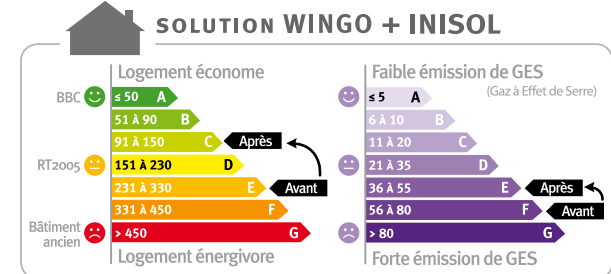 SOLUTION WINGO + INISOL
Logement économe
BBC ≤ 50 A
51 À 90 B
91 À 150 C Après
RT2005 151 à 230 D
231 à 330 E Avant
331 à 450 F
Bâtiment
ancien
> 450 G
Logement énergivore
Faible émission de GES
(Gaz à Effet de Serre)
≤ 5 A
6 À 10 B
11 à 20 C
21 à 35 D
36 à 55 E Après
56 à 80 F Avant
> 80 G
Forte émission de GES